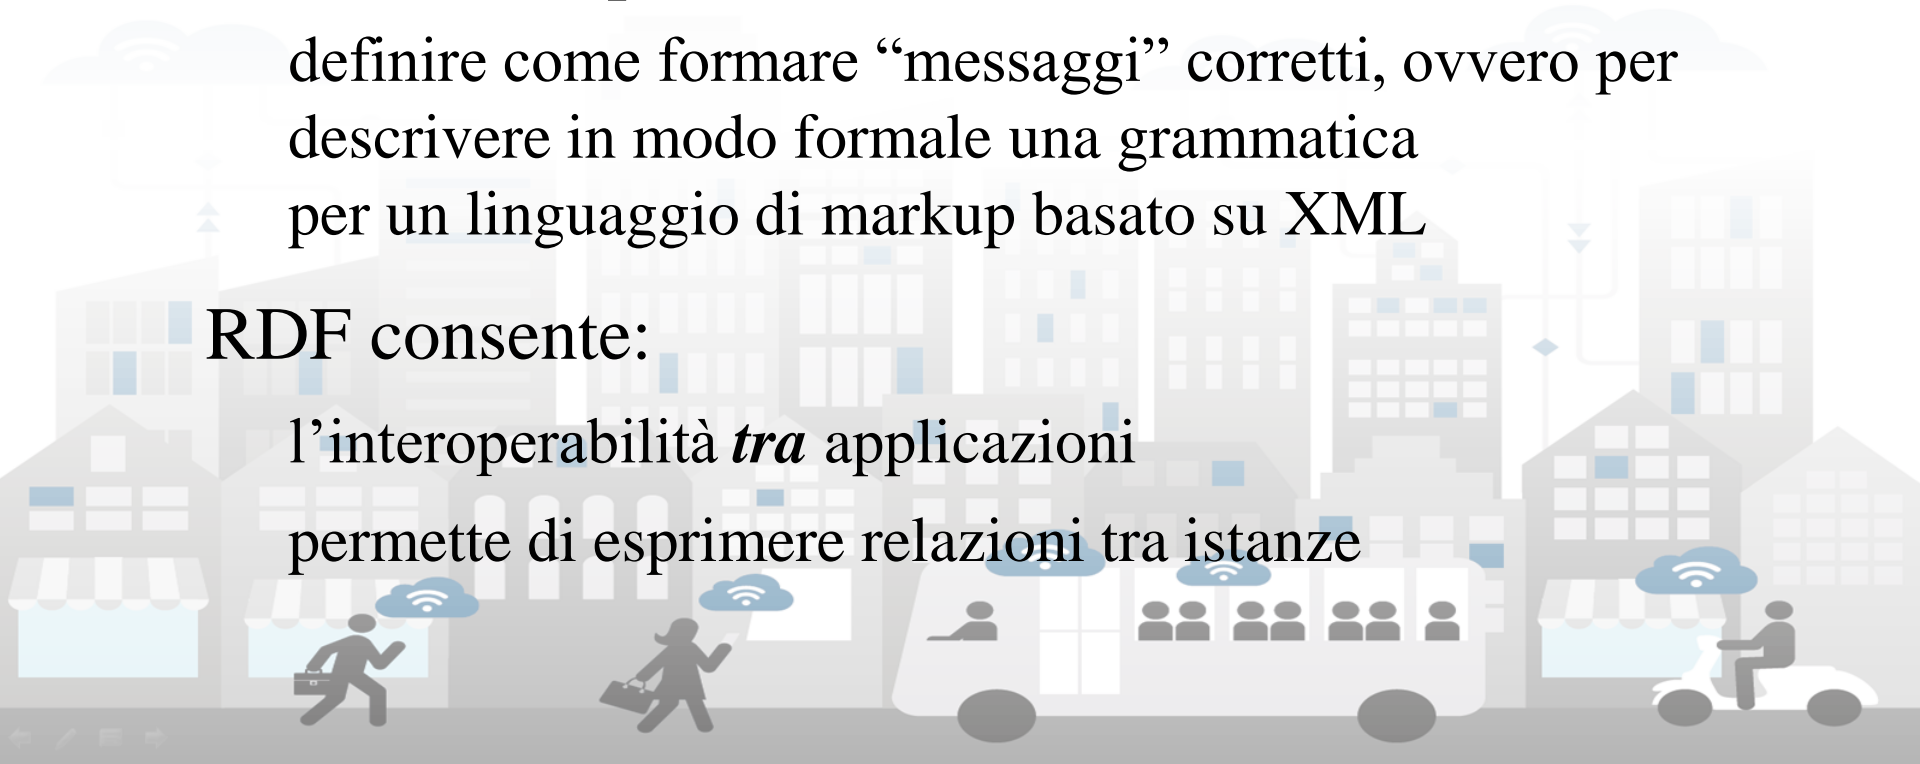 definire come formare “messaggi” corretti, ovvero per
descrivere in modo formale una grammatica
per un linguaggio di markup basato su XML
RDF consente:
l’interoperabilità tra applicazioni
permette di esprimere relazioni tra istanze